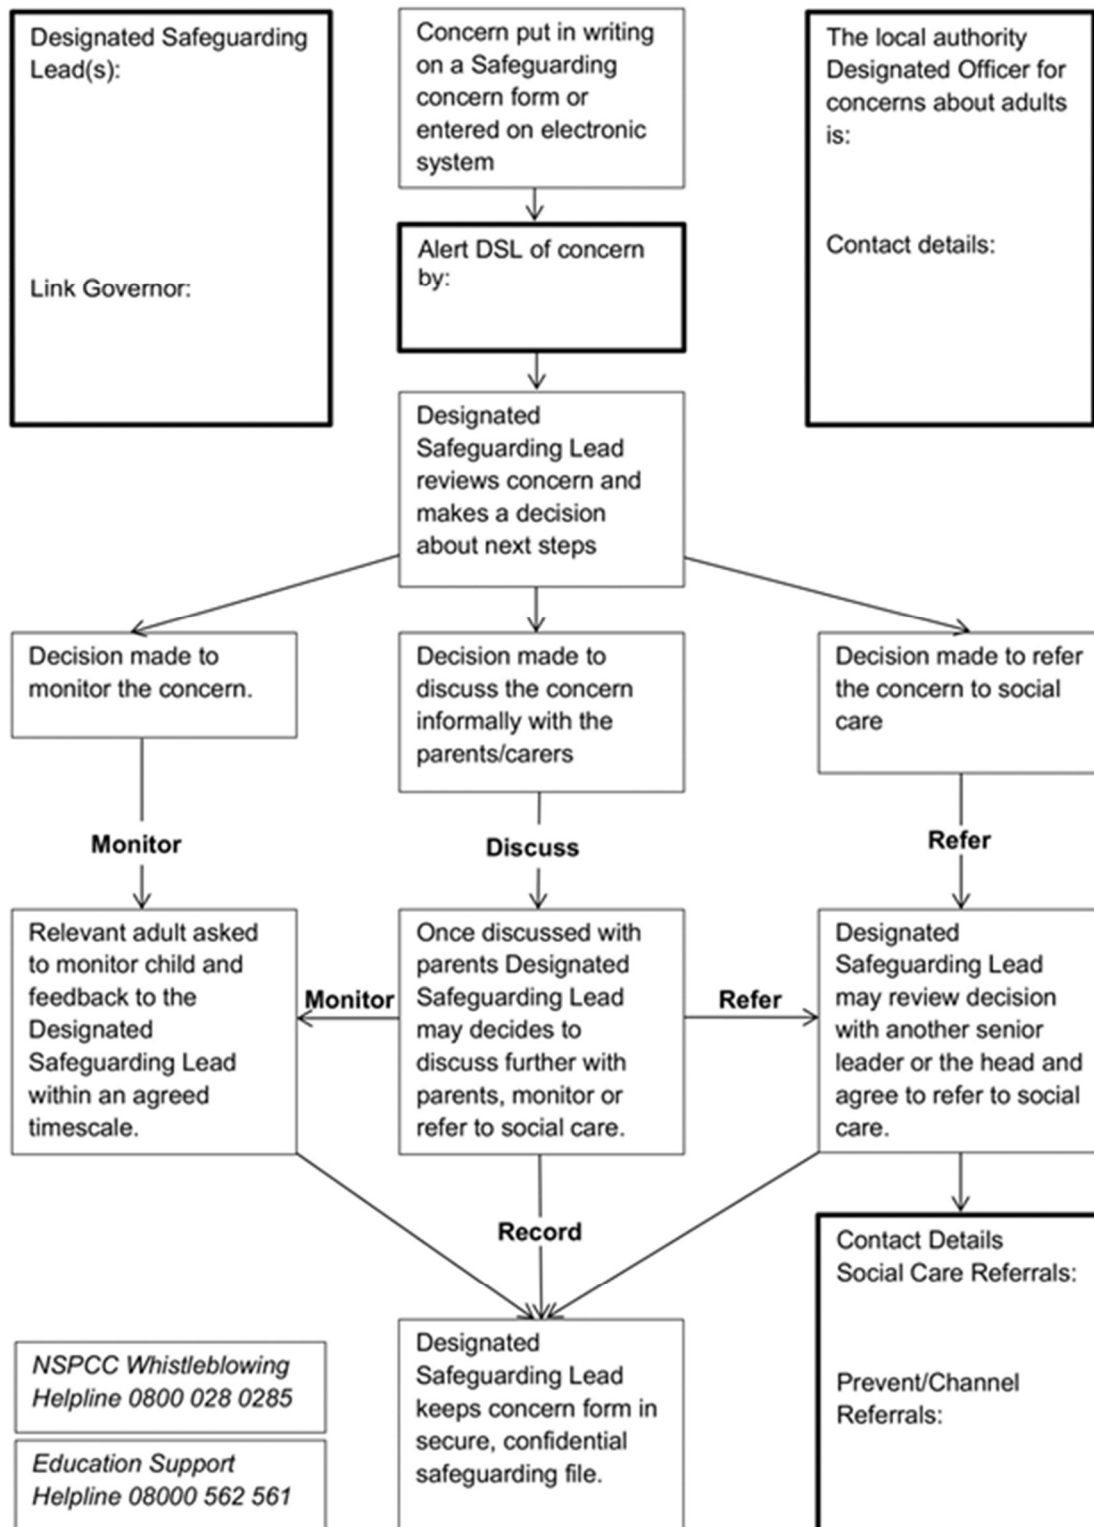 Designated Safeguarding
Lead(s):
Link Governor:
Concern put in writing
on a Safeguarding
concern form or
entered on electronic
system
The local authority
Designated Officer for
concerns about adults
is:
Contact details:
Alert DSL of concern
by:
Designated
Safeguarding Lead
reviews concern and
makes a decision
about next steps
Decision made to
monitor the concern.
Decision made to
discuss the concern
informally with the
parents/carers
Decision made to refer
the concern to social
care
Monitor
Discuss
Refer
Relevant adult asked
to monitor child and
feedback to the
Designated
Safeguarding Lead
within an agreed
timescale.
Monitor
Once discussed with
parents Designated
Safeguarding Lead
may decides to
discuss further with
parents, monitor or
refer to social care.
Refer
Designated
Safeguarding Lead
may review decision
with another senior
leader or the head and
agree to refer to social
care.
Record
Contact Details
Social Care Referrals:
Prevent/Channel
Referrals:
Designated
Safeguarding Lead
keeps concern form in
secure, confidential
safeguarding file.
NSPCC Whistleblowing
Helpline 0800 028 0285
Education Support
Helpline 08000 562 561